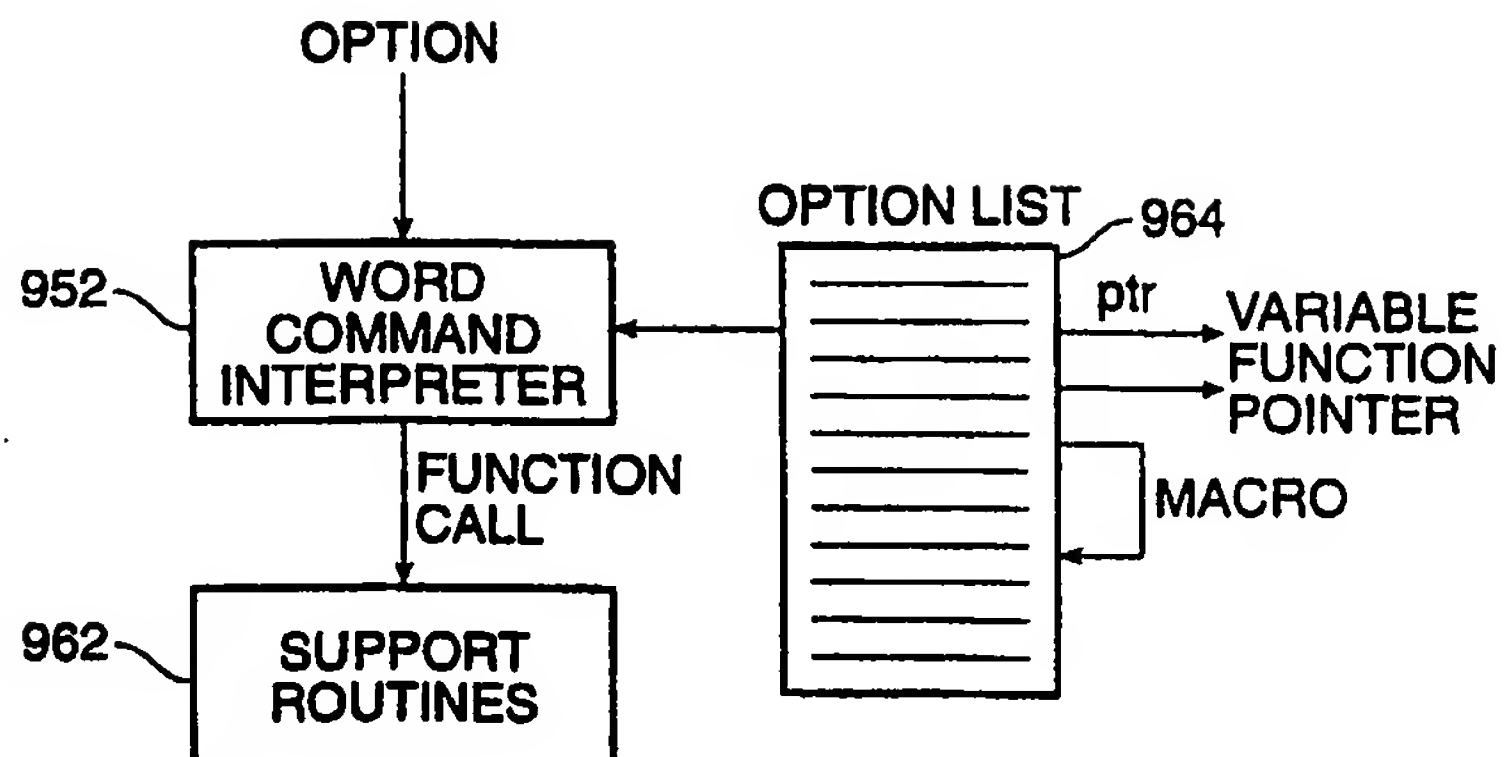 OPTION
952
WORD
COMMAND
INTERPRETER
OPTION LIST
964
ptr
VARIABLE
FUNCTION
POINTER
MACRO
FUNCTION
CALL
962
SUPPORT
ROUTINES